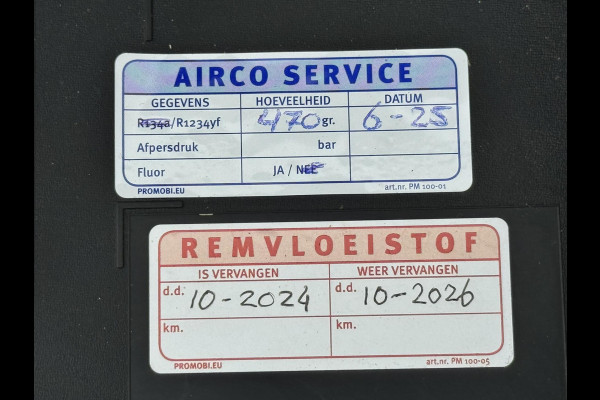 AIRCO SERVICE
GEGEVENS HOEVEELHEID DATUM
R134a/R1234yf 470 gr. 6-25
Afpersdruk bar
Fluor JA / NEE
PROMOBI.EU art.nr. PM 100-01
REMVLOEISTOF
IS VERVANGEN WEER VERVANGEN
d.d. 10-2024 d.d. 10-2026
km. km.
PROMOBI.EU art.nr. PM 100-05